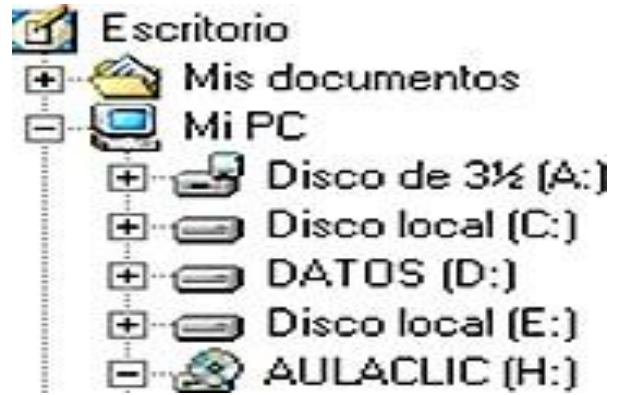 Escritorio
Mis documentos
Mi PC
Disco de 3½ (A:)
Disco local (C:)
DATOS (D:)
Disco local (E:)
AULACLIC (H:)